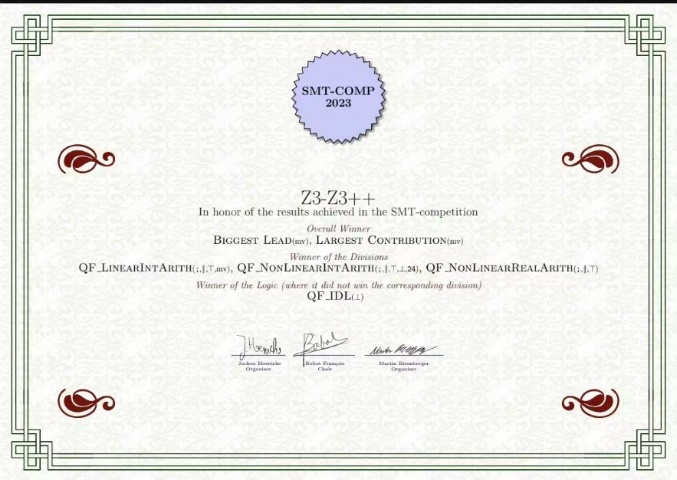 SMT-COMP
2023
Z3-Z3++
In honor of the results achieved in the SMT-competition
Overall Winner
BIGGEST LEAD(mv), LARGEST CONTRIBUTION(mv)
Winner of the Divisions
QF_LINEARINTARITH(;,∥,⊤,mv), QF_NONLINEARINTARITH(;,∥,⊤,⊥,24), QF_NONLINEARREALARITH(;,∥,⊤)
Winner of the Logic (where it did not win the corresponding division)
QF_IDL(⊥)
Jochen Hoenicke Bobot François Martin Bromberger
Organizer Chair Organizer